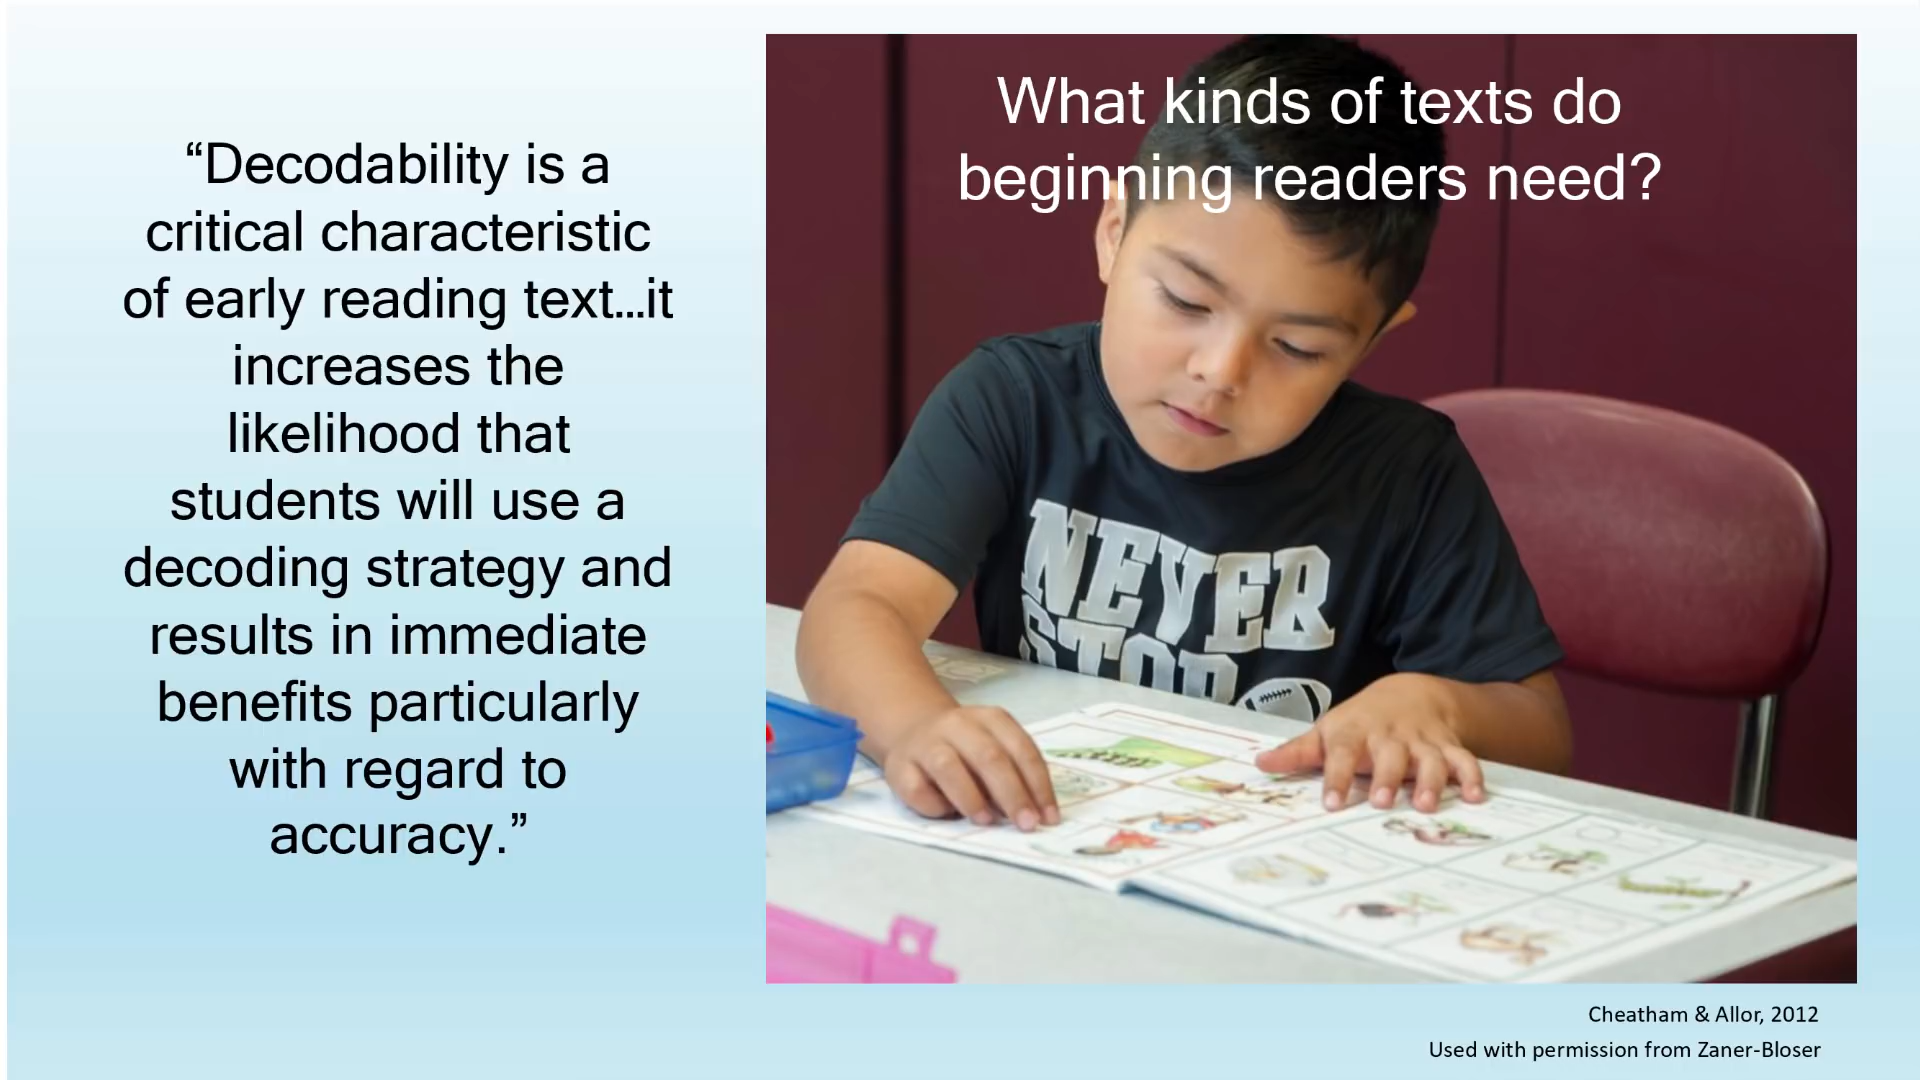 “Decodability is a
critical characteristic
of early reading text...it
increases the
likelihood that
students will use a
decoding strategy and
results in immediate
benefits particularly
with regard to
accuracy.”
What kinds of texts do
beginning readers need?
NEVER
STOP
Cheatham & Allor, 2012
Used with permission from Zaner-Bloser